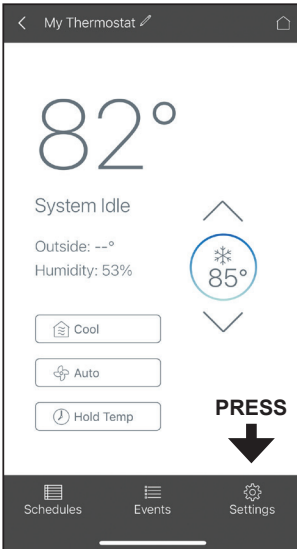 My Thermostat
82°
System Idle
Outside: --°
Humidity: 53%
85°
Cool
Auto
Hold Temp
PRESS
Schedules Events Settings